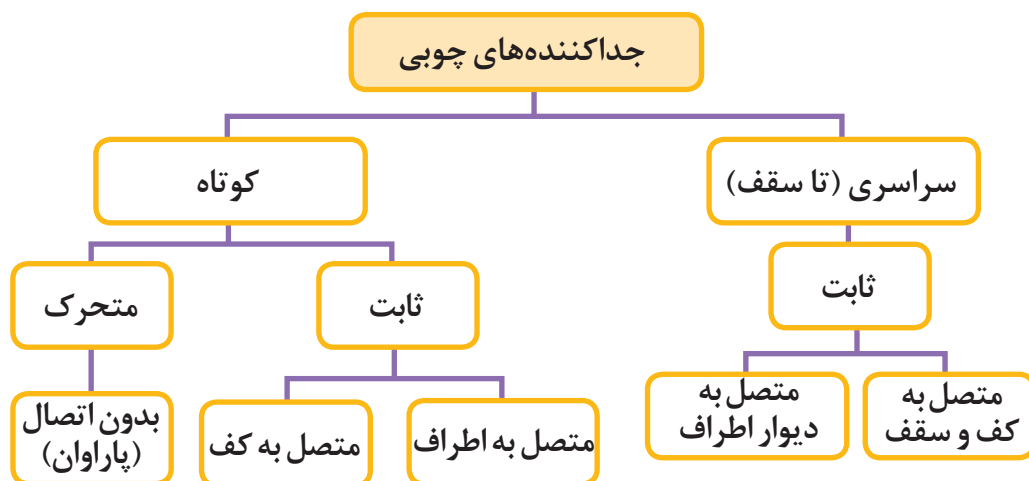 جداکننده‌های چوبی
سراسری (تا سقف)
کوتاه
ثابت
ثابت
متحرک
متصل به
کف و سقف
متصل به
دیوار اطراف
متصل به اطراف
متصل به کف
بدون اتصال
(پاراوان)